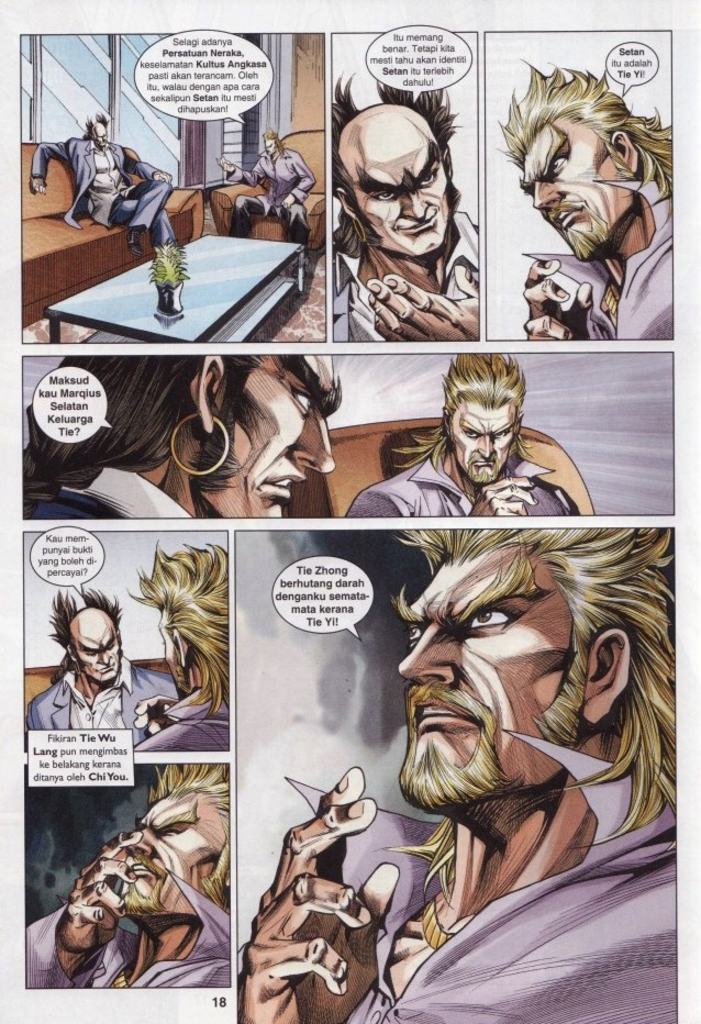 Selagi adanya
Persatuan Neraka,
keselamatan Kultus Angkasa
pasti akan terancam. Oleh
itu, walau dengan apa cara
sekalipun Setan itu mesti
dihapuskan!
Itu memang
benar. Tetapi kita
mesti tahu akan identiti
Setan itu terlebih
dahulu!
Setan
itu adalah
Tie Yi!
Maksud
kau Marqius
Selatan
Keluarga
Tie?
Kau mem-
punyai bukti
yang boleh di-
percayai?
Fikiran Tie Wu
Lang pun mengimbas
ke belakang kerana
ditanya oleh Chi You.
Tie Zhong
berhutang darah
denganku semata-
mata kerana
Tie Yi!
18